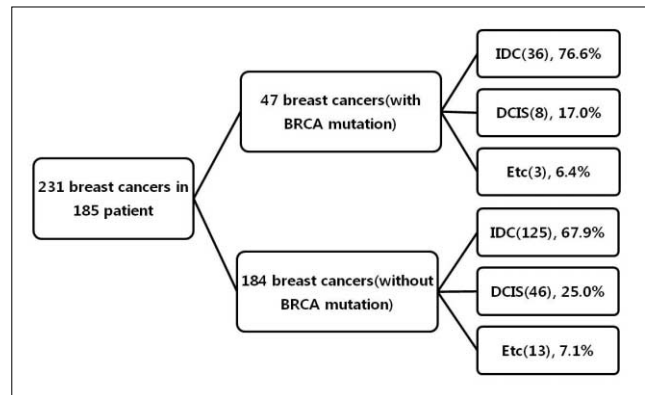 231 breast cancers in
185 patient
47 breast cancers(with
BRCA mutation)
IDC(36), 76.6%
DCIS(8), 17.0%
Etc(3), 6.4%
184 breast cancers(without
BRCA mutation)
IDC(125), 67.9%
DCIS(46), 25.0%
Etc(13), 7.1%